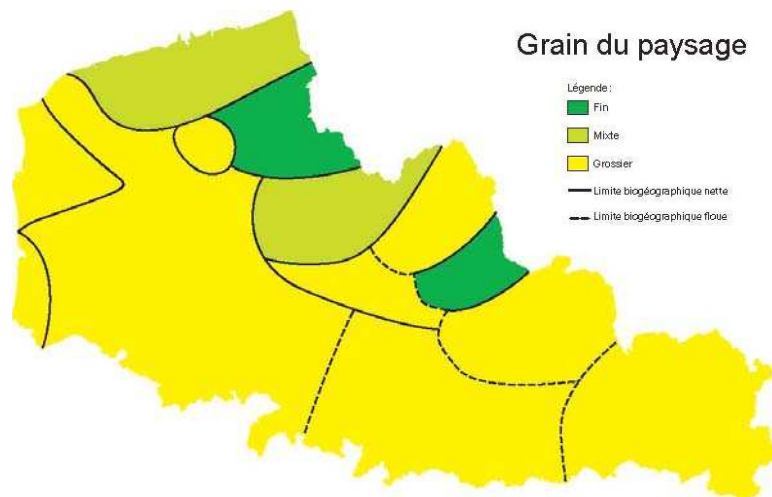 Grain du paysage
Légende :
Fin
Mixte
Grossier
Limite biogéographique nette
Limite biogéographique floue